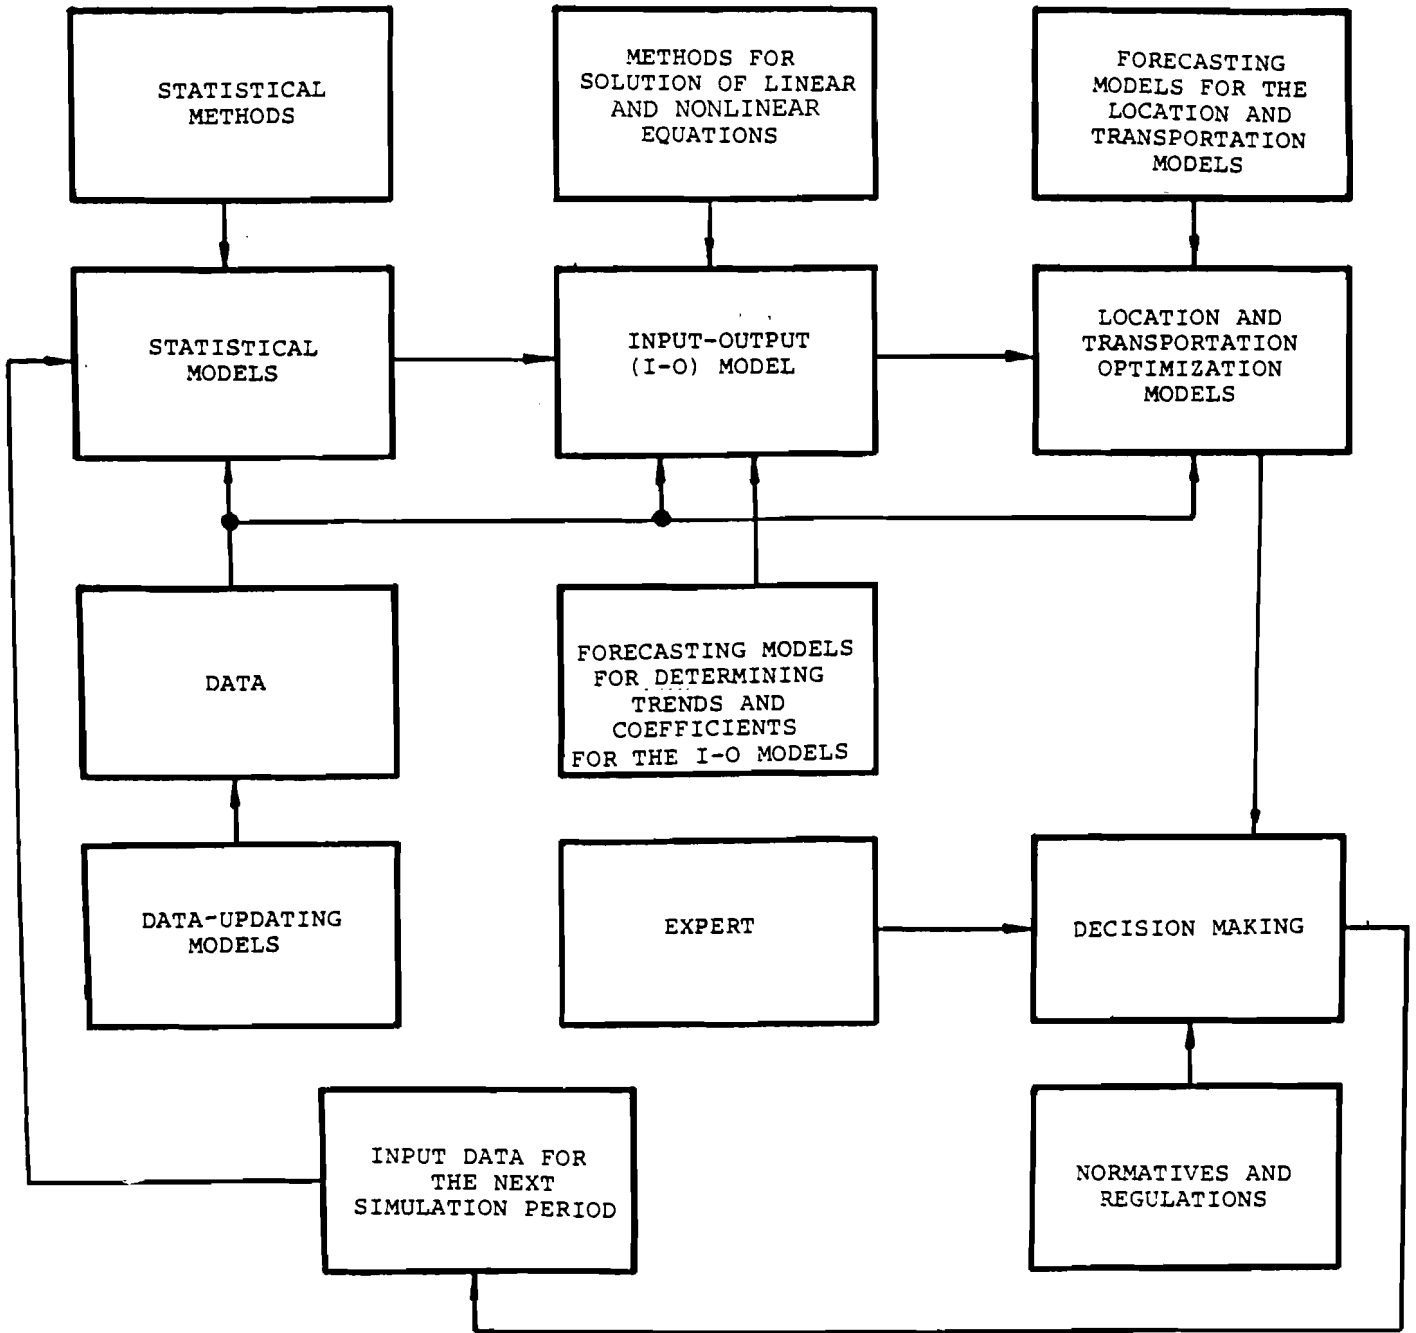 STATISTICAL
METHODS
METHODS FOR
SOLUTION OF LINEAR
AND NONLINEAR
EQUATIONS
FORECASTING
MODELS FOR THE
LOCATION AND
TRANSPORTATION
MODELS
STATISTICAL
MODELS
INPUT-OUTPUT
(I-O) MODEL
LOCATION AND
TRANSPORTATION
OPTIMIZATION
MODELS
DATA
FORECASTING MODELS
FOR DETERMINING
TRENDS AND
COEFFICIENTS
FOR THE I-O MODELS
DATA-UPDATING
MODELS
EXPERT
DECISION MAKING
INPUT DATA FOR
THE NEXT
SIMULATION PERIOD
NORMATIVES AND
REGULATIONS